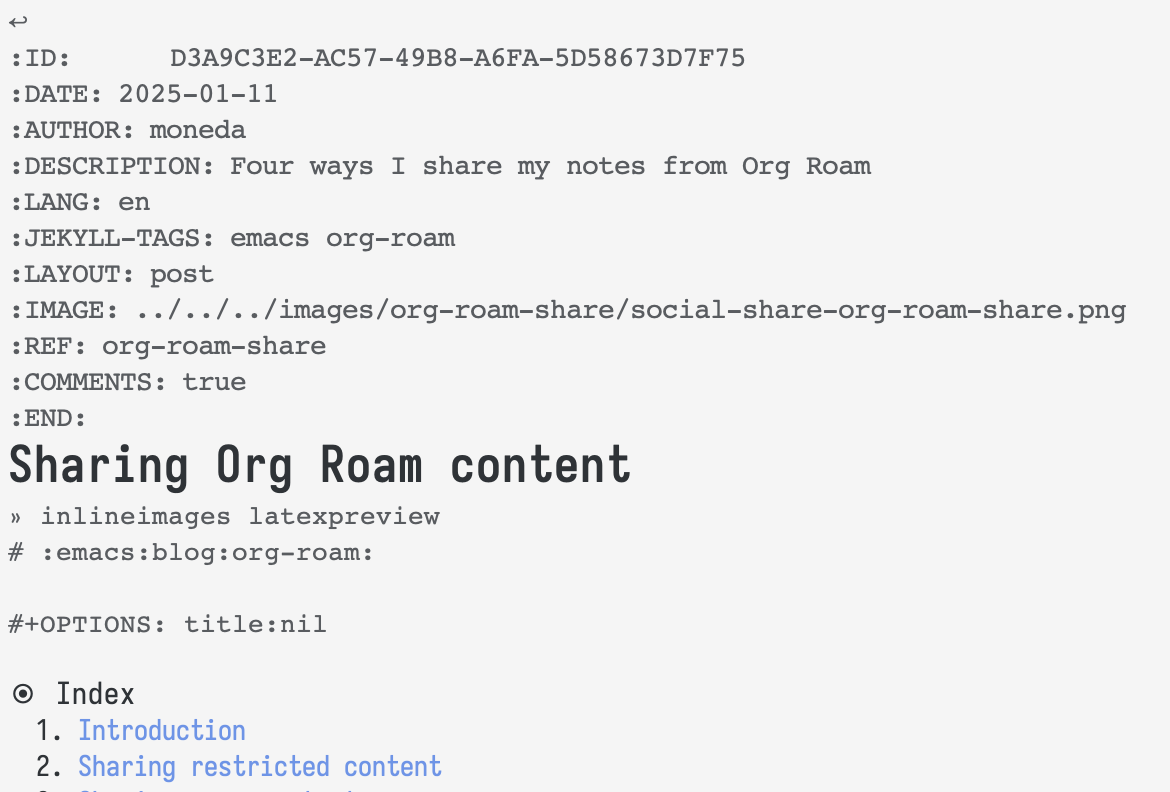 ↩
:ID:       D3A9C3E2-AC57-49B8-A6FA-5D58673D7F75
:DATE: 2025-01-11
:AUTHOR: moneda
:DESCRIPTION: Four ways I share my notes from Org Roam
:LANG: en
:JEKYLL-TAGS: emacs org-roam
:LAYOUT: post
:IMAGE: ../../../images/org-roam-share/social-share-org-roam-share.png
:REF: org-roam-share
:COMMENTS: true
:END:
Sharing Org Roam content
» inlineimages latexpreview
# :emacs:blog:org-roam:
#+OPTIONS: title:nil
⦿ Index
1. Introduction
2. Sharing restricted content